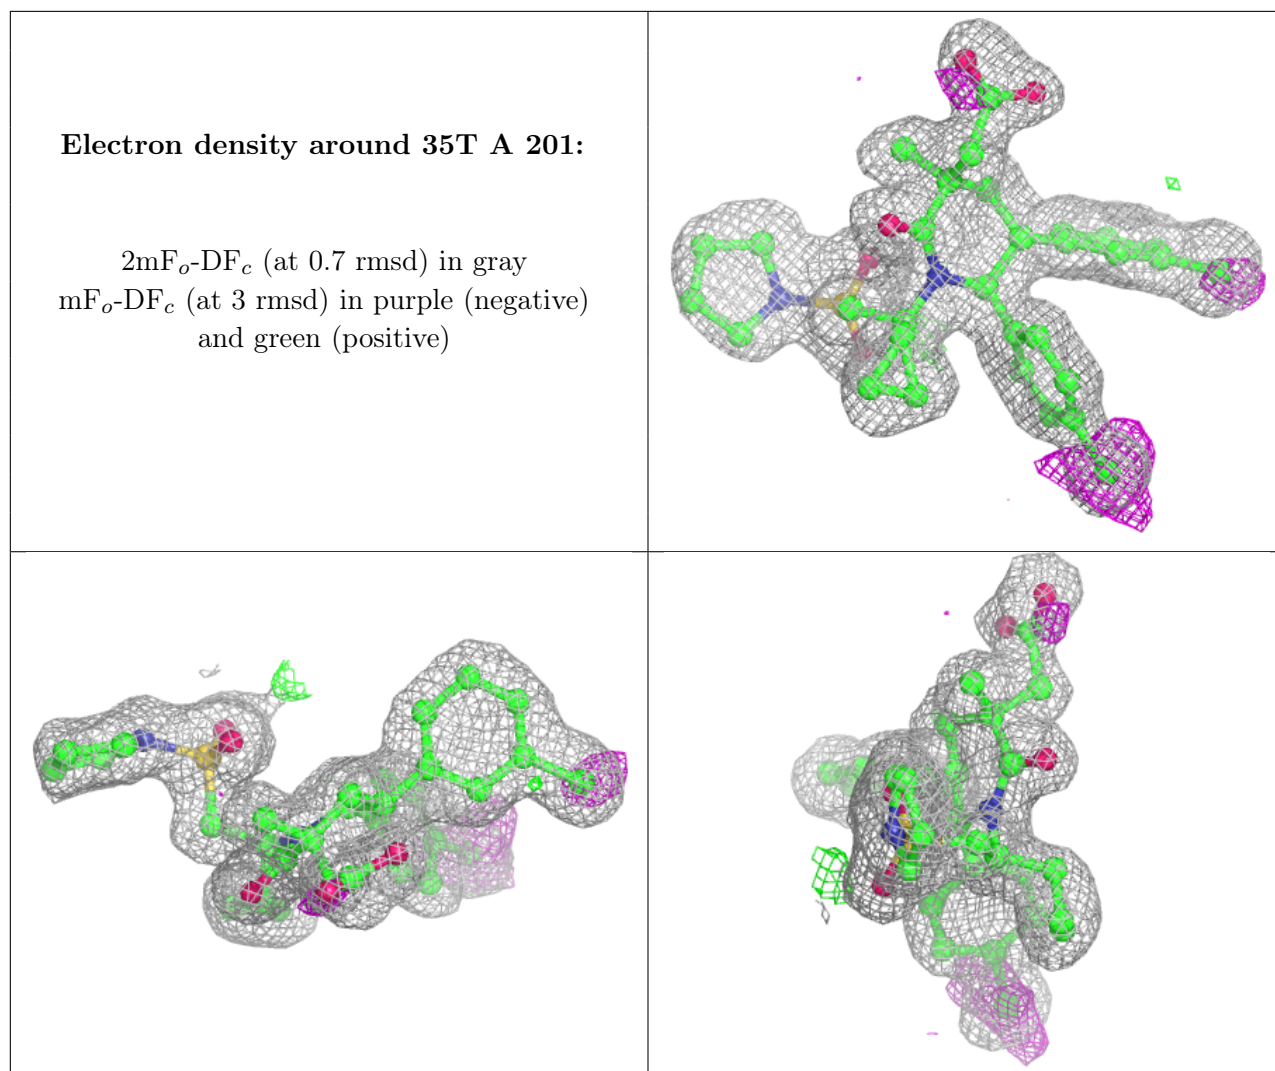 Electron density around 35T A 201:
2mFₒ-DF𝒸 (at 0.7 rmsd) in gray
mFₒ-DF𝒸 (at 3 rmsd) in purple (negative)
and green (positive)